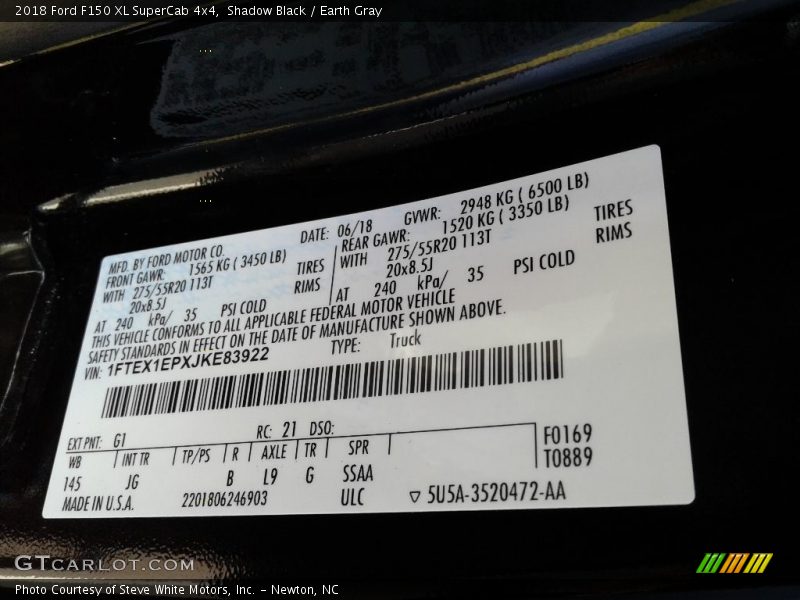 2018 Ford F150 XL SuperCab 4x4, Shadow Black / Earth Gray
MFD. BY FORD MOTOR CO.
DATE: 06/18
GVWR: 2948 KG ( 6500 LB)
FRONT GAWR: 1565 KG ( 3450 LB)
WITH 275/55R20 113T TIRES
20x8.5J RIMS
AT 240 kPa/ 35 PSI COLD
REAR GAWR: 1520 KG ( 3350 LB)
WITH 275/55R20 113T TIRES
20x8.5J RIMS
AT 240 kPa/ 35 PSI COLD
THIS VEHICLE CONFORMS TO ALL APPLICABLE FEDERAL MOTOR VEHICLE
SAFETY STANDARDS IN EFFECT ON THE DATE OF MANUFACTURE SHOWN ABOVE.
VIN: 1FTEX1EPXJKE83922
TYPE: Truck
EXT PNT: G1 RC: 21 DSO:
WB INT TR TP/PS R AXLE TR SPR
F0169
T0889
145 JG B L9 G SSAA
MADE IN U.S.A. 2201806246903 ULC ▽ 5U5A-3520472-AA
GTCARLOT.COM
Photo Courtesy of Steve White Motors, Inc. – Newton, NC